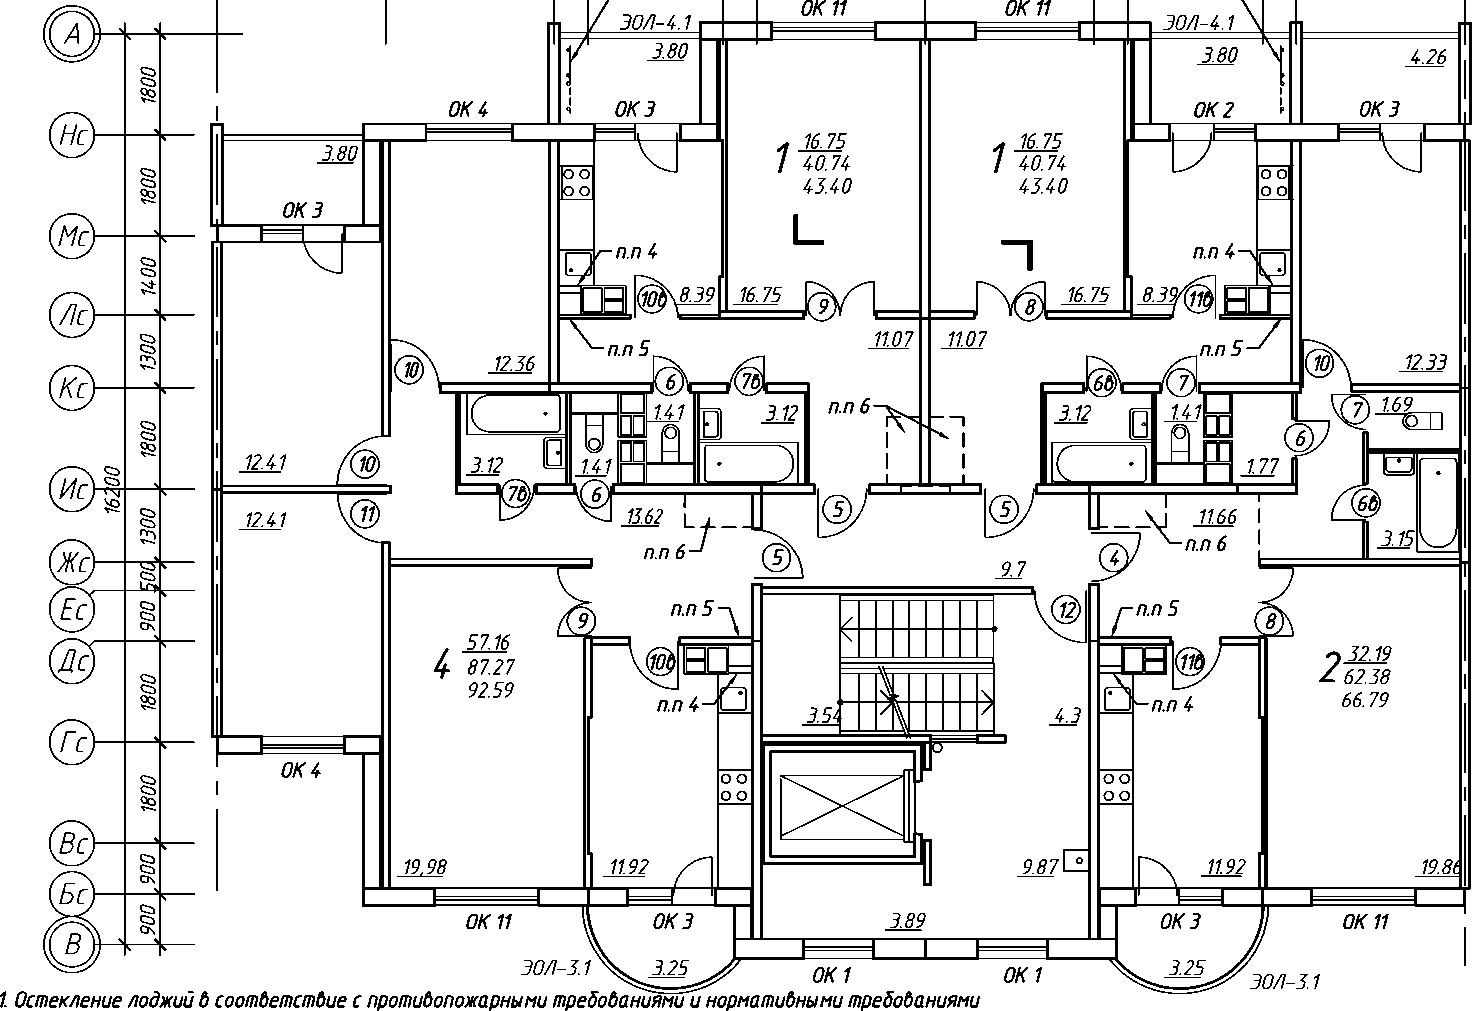 ОК 11
ОК 11
А
ЭОЛ-4.1
ЭОЛ-4.1
3.80
3.80
4.26
1800
ОК 4
ОК 3
ОК 2
ОК 3
Нс
3.80
1
16.75
40.74
43.40
1
16.75
40.74
43.40
1800
ОК 3
Мс
п.п 4
п.п 4
1400
10в
8.39
16.75
9
8
16.75
8.39
11в
Лс
п.п 5
11.07
11.07
п.п 5
1300
10
12.36
6
7в
6в
7
10
12.33
Кс
1.41
3.12
п.п 6
3.12
1.41
7
1.69
1800
6
12.41
10
3.12
1.41
1.77
Ис
16200
7в
6
6в
12.41
11
13.62
5
5
11.66
1300
п.п 6
п.п 6
3.15
Жс
5
4
500
9.7
Ес
900
п.п 5
12
п.п 5
9
8
4
57.16
87.27
92.59
2
32.19
62.38
66.79
Дс
10в
11в
1800
п.п 4
3.54
4.3
п.п 4
Гс
ОК 4
1800
Вс
900
19,98
11.92
9.87
11.92
19.86
Бс
900
ОК 11
ОК 3
3.89
ОК 3
ОК 11
В
ЭОЛ-3.1
3.25
ОК 1
ОК 1
3.25
ЭОЛ-3.1
1. Остекление лоджий в соответствие с противопожарными требованиями и нормативными требованиями